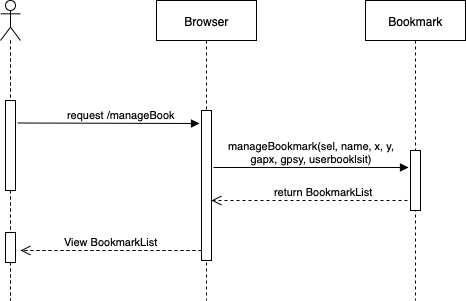 Browser
Bookmark
request /manageBook
manageBookmark(sel, name, x, y,
gapx, gpsy, userbooklsit)
return BookmarkList
View BookmarkList